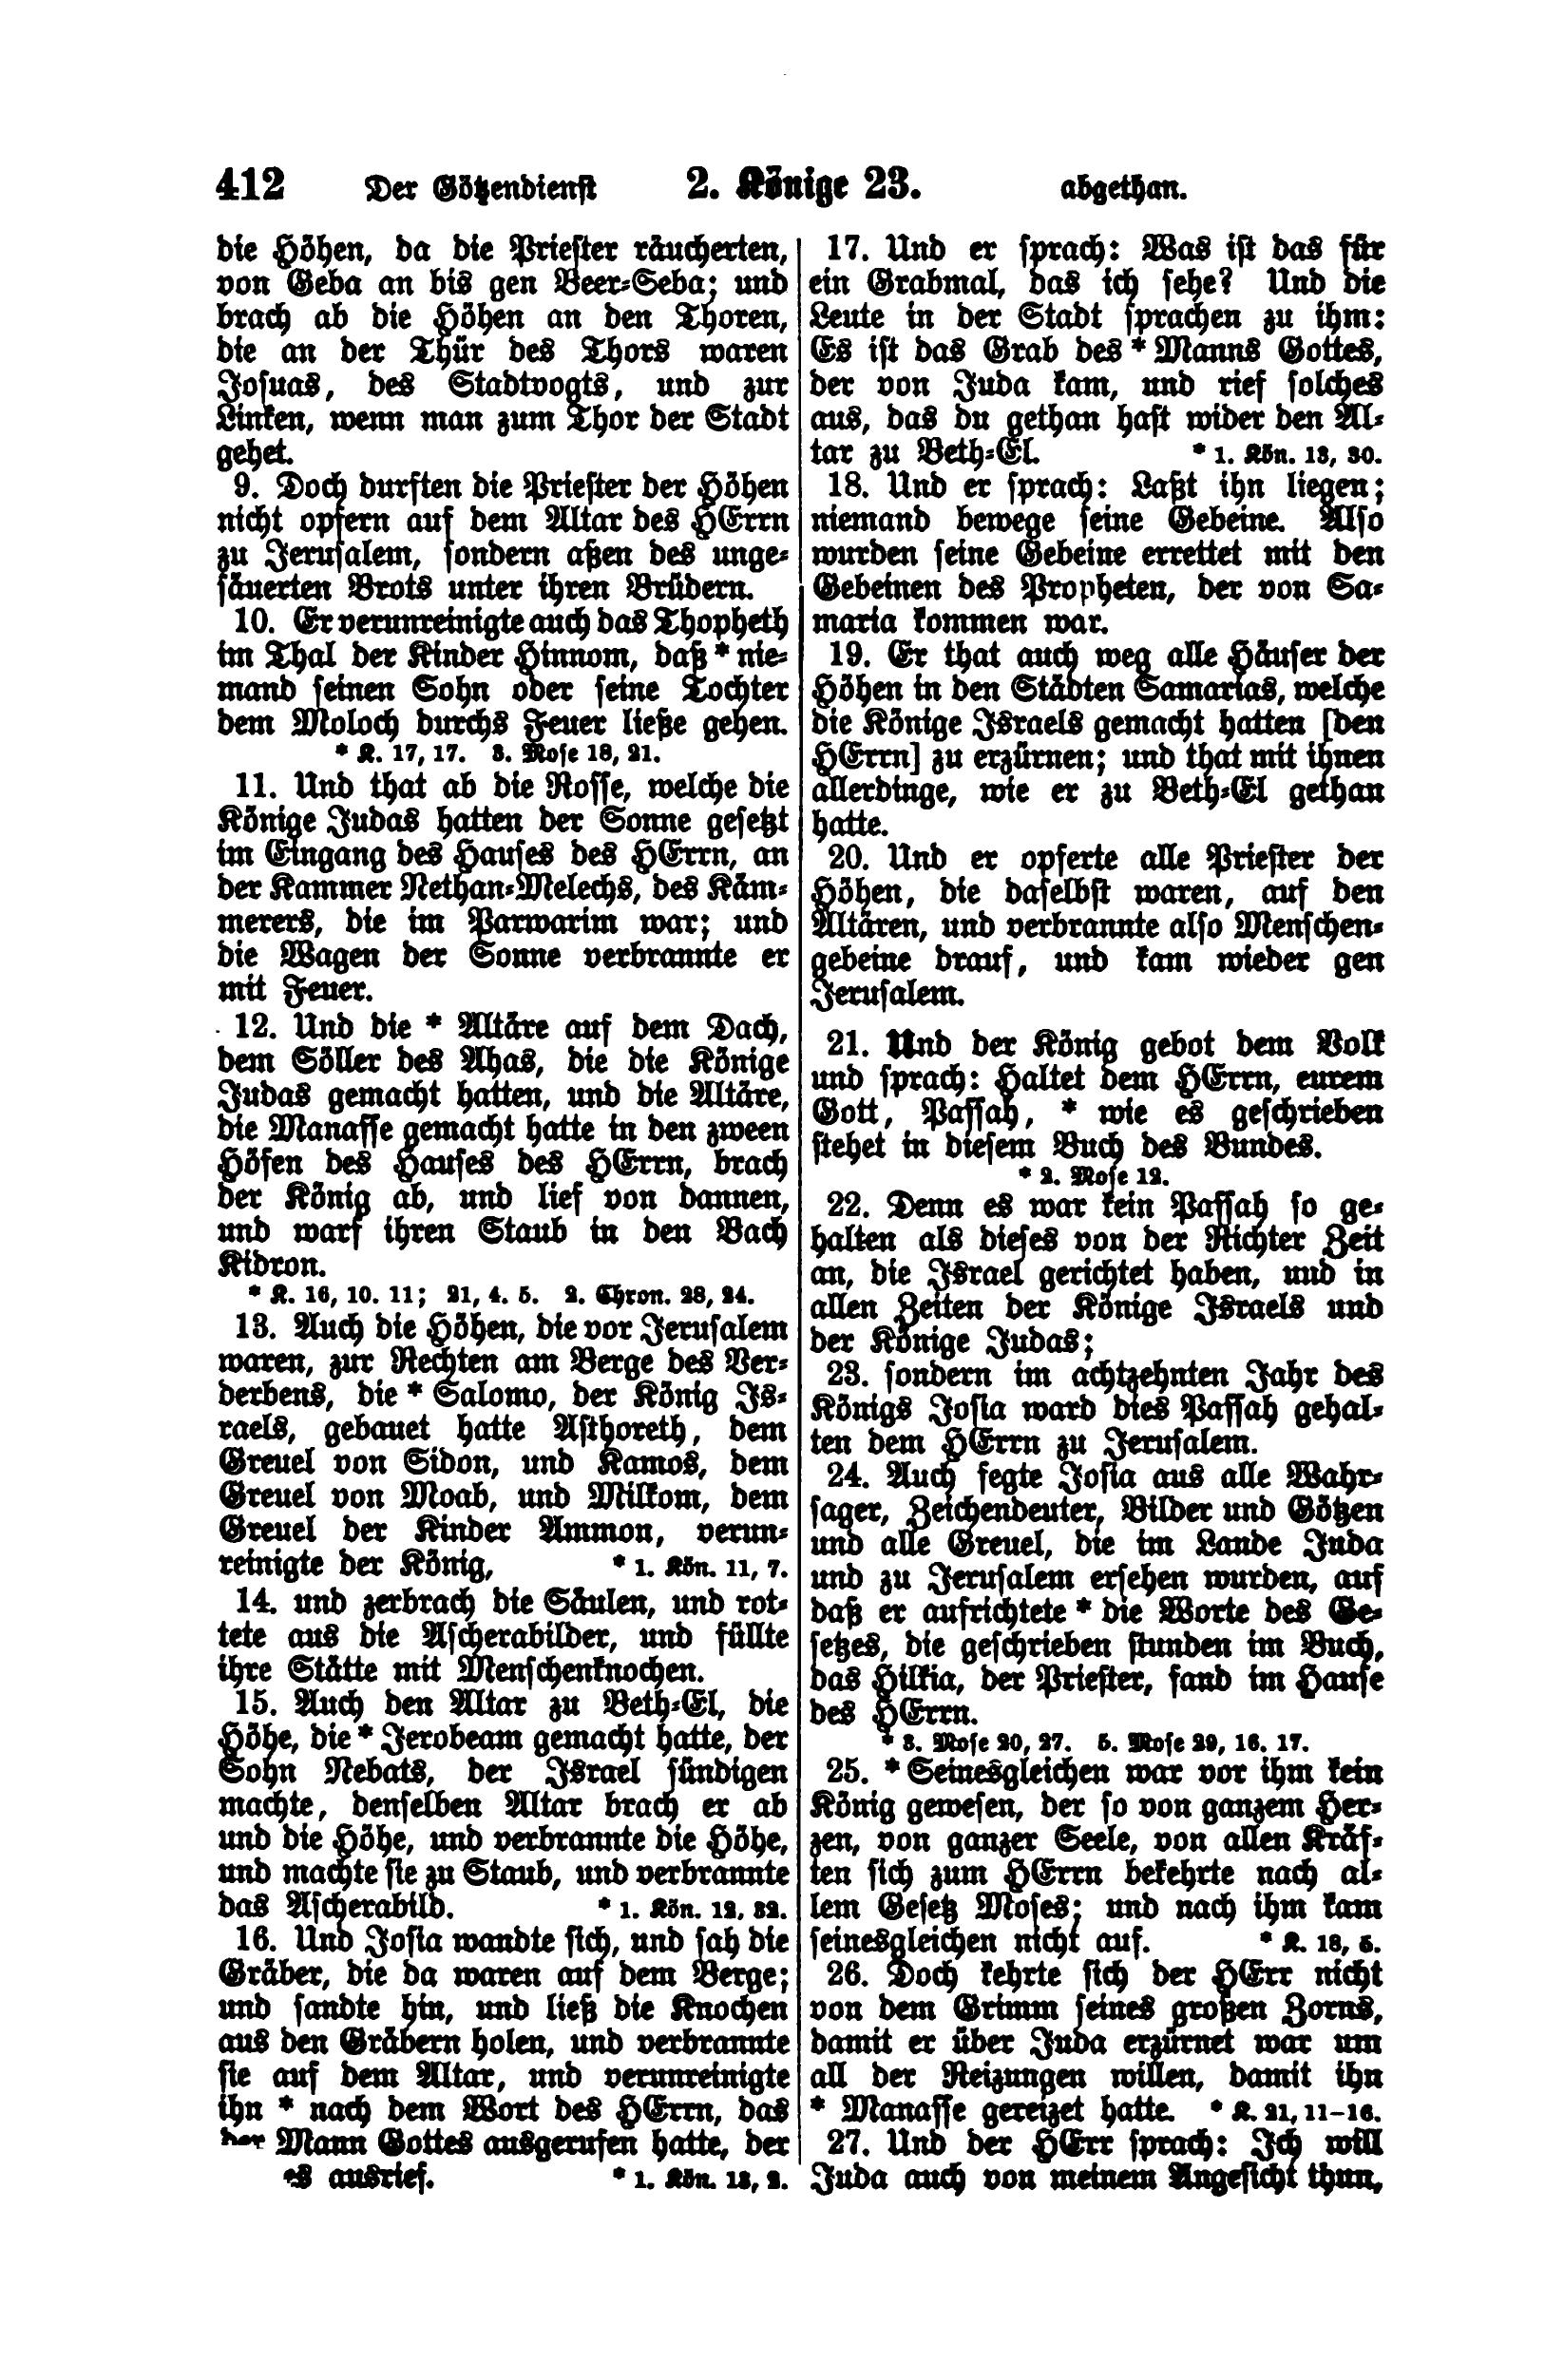 412 Der Götzendienst 2. Könige 23. abgethan.
die Höhen, da die Priester räucherten,
von Geba an bis gen Beer-Seba; und
brach ab die Höhen an den Thoren,
die an der Thür des Thors waren
Josuas, des Stadtvogts, und zur
Linken, wenn man zum Thor der Stadt
gehet.
9. Doch durften die Priester der Höhen
nicht opfern auf dem Altar des HErrn
zu Jerusalem, sondern aßen des unge-
säuerten Brots unter ihren Brüdern.
10. Er verunreinigte auch das Thopheth
im Thal der Kinder Hinnom, daß * nie-
mand seinen Sohn oder seine Tochter
dem Moloch durchs Feuer ließe gehen.
* K. 17, 17. 3. Mose 18, 21.
11. Und that ab die Rosse, welche die
Könige Judas hatten der Sonne gesetzt
im Eingang des Hauses des HErrn, an
der Kammer Nethan-Melechs, des Käm-
merers, die im Parwarim war; und
die Wagen der Sonne verbrannte er
mit Feuer.
12. Und die * Altäre auf dem Dach,
dem Söller des Ahas, die die Könige
Judas gemacht hatten, und die Altäre,
die Manasse gemacht hatte in den zween
Höfen des Hauses des HErrn, brach
der König ab, und lief von dannen,
und warf ihren Staub in den Bach
Kidron.
* K. 16, 10. 11; 21, 4. 5. 2. Chron. 28, 24.
13. Auch die Höhen, die vor Jerusalem
waren, zur Rechten am Berge des Ver-
derbens, die * Salomo, der König Is-
raels, gebauet hatte Asthoreth, dem
Greuel von Sidon, und Kamos, dem
Greuel von Moab, und Milkom, dem
Greuel der Kinder Ammon, verun-
reinigte der König, * 1. Kön. 11, 7.
14. und zerbrach die Säulen, und rot-
tete aus die Ascherabilder, und füllte
ihre Stätte mit Menschenknochen.
15. Auch den Altar zu Beth-El, die
Höhe, die * Jerobeam gemacht hatte, der
Sohn Nebats, der Israel sündigen
machte, denselben Altar brach er ab
und die Höhe, und verbrannte die Höhe,
und machte sie zu Staub, und verbrannte
das Ascherabild. * 1. Kön. 12, 32.
16. Und Josia wandte sich, und sah die
Gräber, die da waren auf dem Berge;
und sandte hin, und ließ die Knochen
aus den Gräbern holen, und verbrannte
sie auf dem Altar, und verunreinigte
ihn * nach dem Wort des HErrn, das
der Mann Gottes ausgerufen hatte, der
es ausrief. * 1. Kön. 13, 2.
17. Und er sprach: Was ist das für
ein Grabmal, das ich sehe? Und die
Leute in der Stadt sprachen zu ihm:
Es ist das Grab des * Manns Gottes,
der von Juda kam, und rief solches
aus, das du gethan hast wider den Al-
tar zu Beth-El. * 1. Kön. 13, 30.
18. Und er sprach: Laßt ihn liegen;
niemand bewege seine Gebeine. Also
wurden seine Gebeine errettet mit den
Gebeinen des Propheten, der von Sa-
maria kommen war.
19. Er that auch weg alle Häuser der
Höhen in den Städten Samarias, welche
die Könige Israels gemacht hatten [den
HErrn] zu erzürnen; und that mit ihnen
allerdinge, wie er zu Beth-El gethan
hatte.
20. Und er opferte alle Priester der
Höhen, die daselbst waren, auf den
Altären, und verbrannte also Menschen-
gebeine drauf, und kam wieder gen
Jerusalem.
21. Und der König gebot dem Volk
und sprach: Haltet dem HErrn, eurem
Gott, Passah, * wie es geschrieben
stehet in diesem Buch des Bundes.
* 2. Mose 12.
22. Denn es war kein Passah so ge-
halten als dieses von der Richter Zeit
an, die Israel gerichtet haben, und in
allen Zeiten der Könige Israels und
der Könige Judas;
23. sondern im achtzehnten Jahr des
Königs Josia ward dies Passah gehal-
ten dem HErrn zu Jerusalem.
24. Auch fegte Josia aus alle Wahr-
sager, Zeichendeuter, Bilder und Götzen
und alle Greuel, die im Lande Juda
und zu Jerusalem ersehen wurden, auf
daß er aufrichtete * die Worte des Ge-
setzes, die geschrieben stunden im Buch,
das Hilkia, der Priester, fand im Hause
des HErrn.
* 3. Mose 20, 27. 5. Mose 29, 16. 17.
25. * Seinesgleichen war vor ihm kein
König gewesen, der so von ganzem Her-
zen, von ganzer Seele, von allen Kräf-
ten sich zum HErrn bekehrte nach al-
lem Gesetz Moses; und nach ihm kam
seinesgleichen nicht auf. * K. 18, 5.
26. Doch kehrte sich der HErr nicht
von dem Grimm seines großen Zorns,
damit er über Juda erzürnet war um
all der Reizungen willen, damit ihn
* Manasse gereizet hatte. * K. 21, 11-16.
27. Und der HErr sprach: Ich will
Juda auch von meinem Angesicht thun,